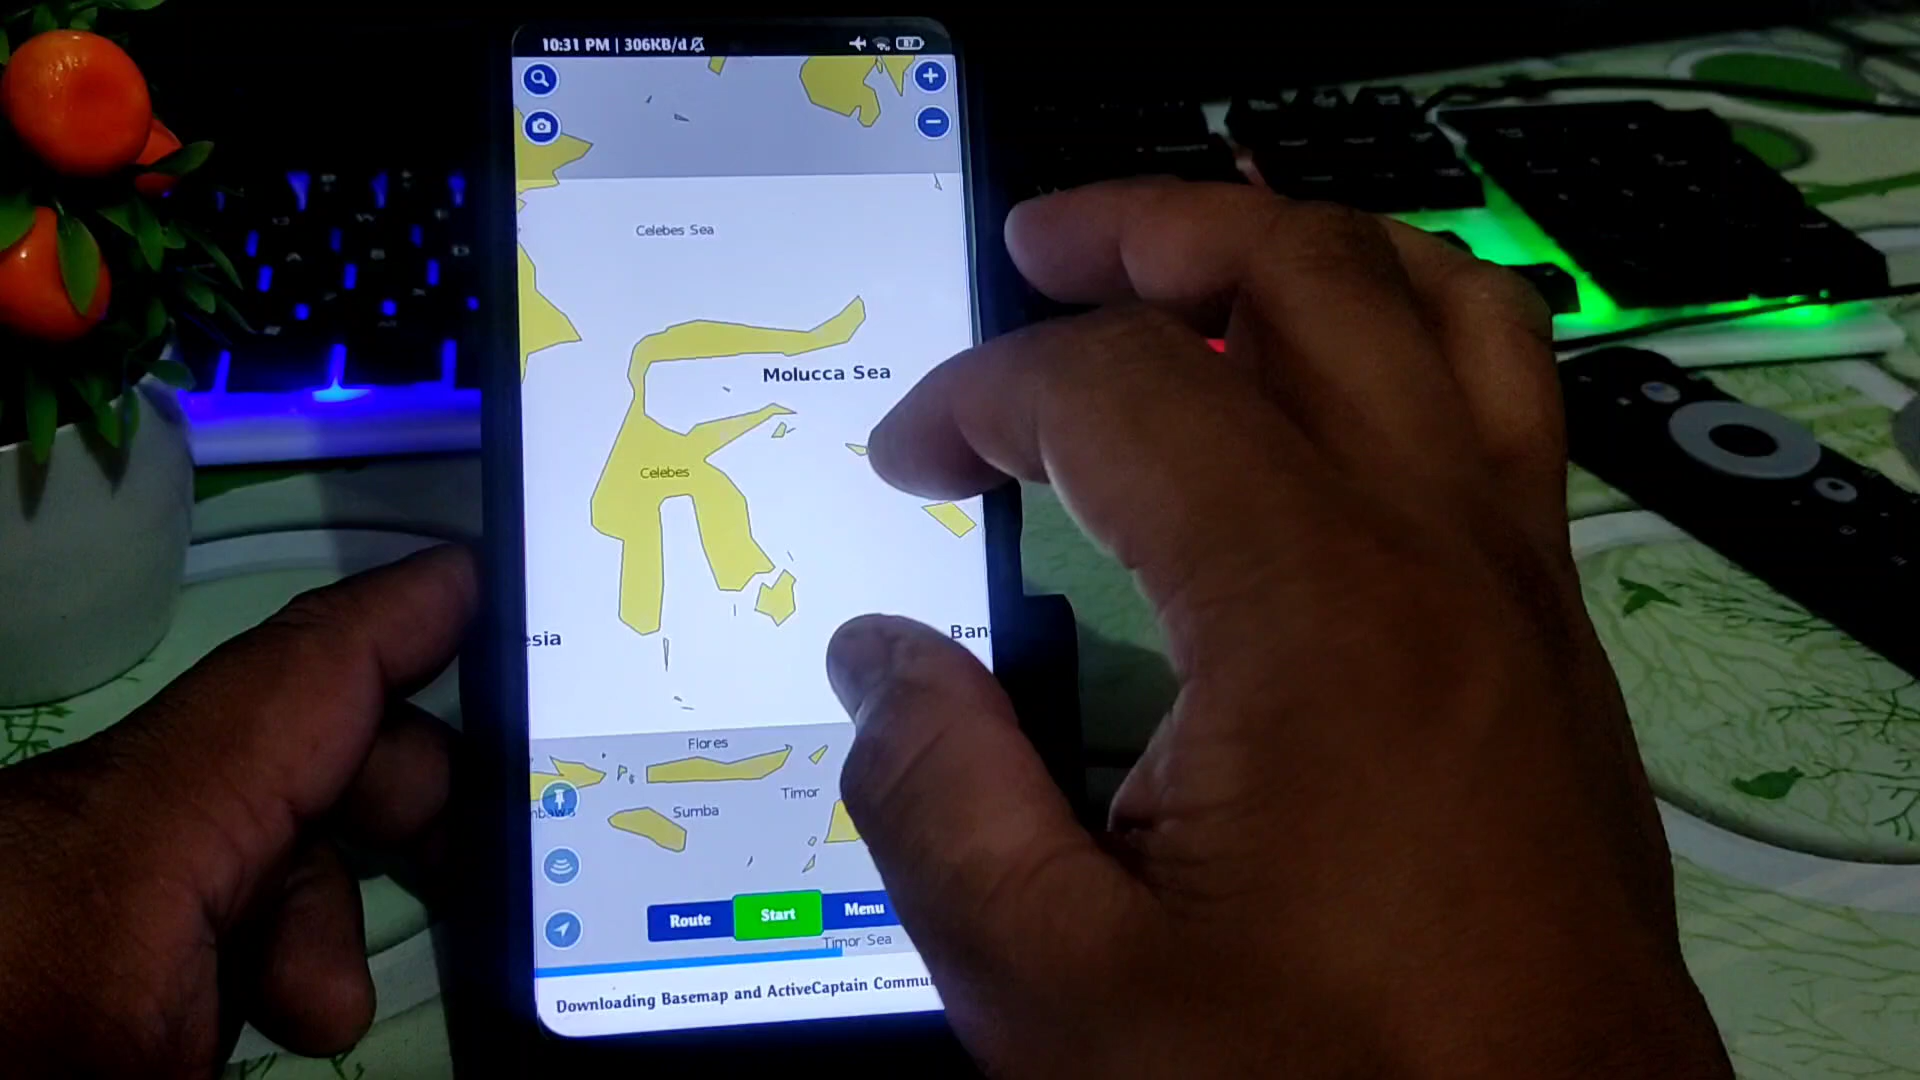 10:31 PM | 306KB/d
87
Celebes Sea
Molucca Sea
Celebes
esia
Ban
Flores
Timor
Sumba
Route
Start
Menu
Timor Sea
Downloading Basemap and ActiveCaptain Commu